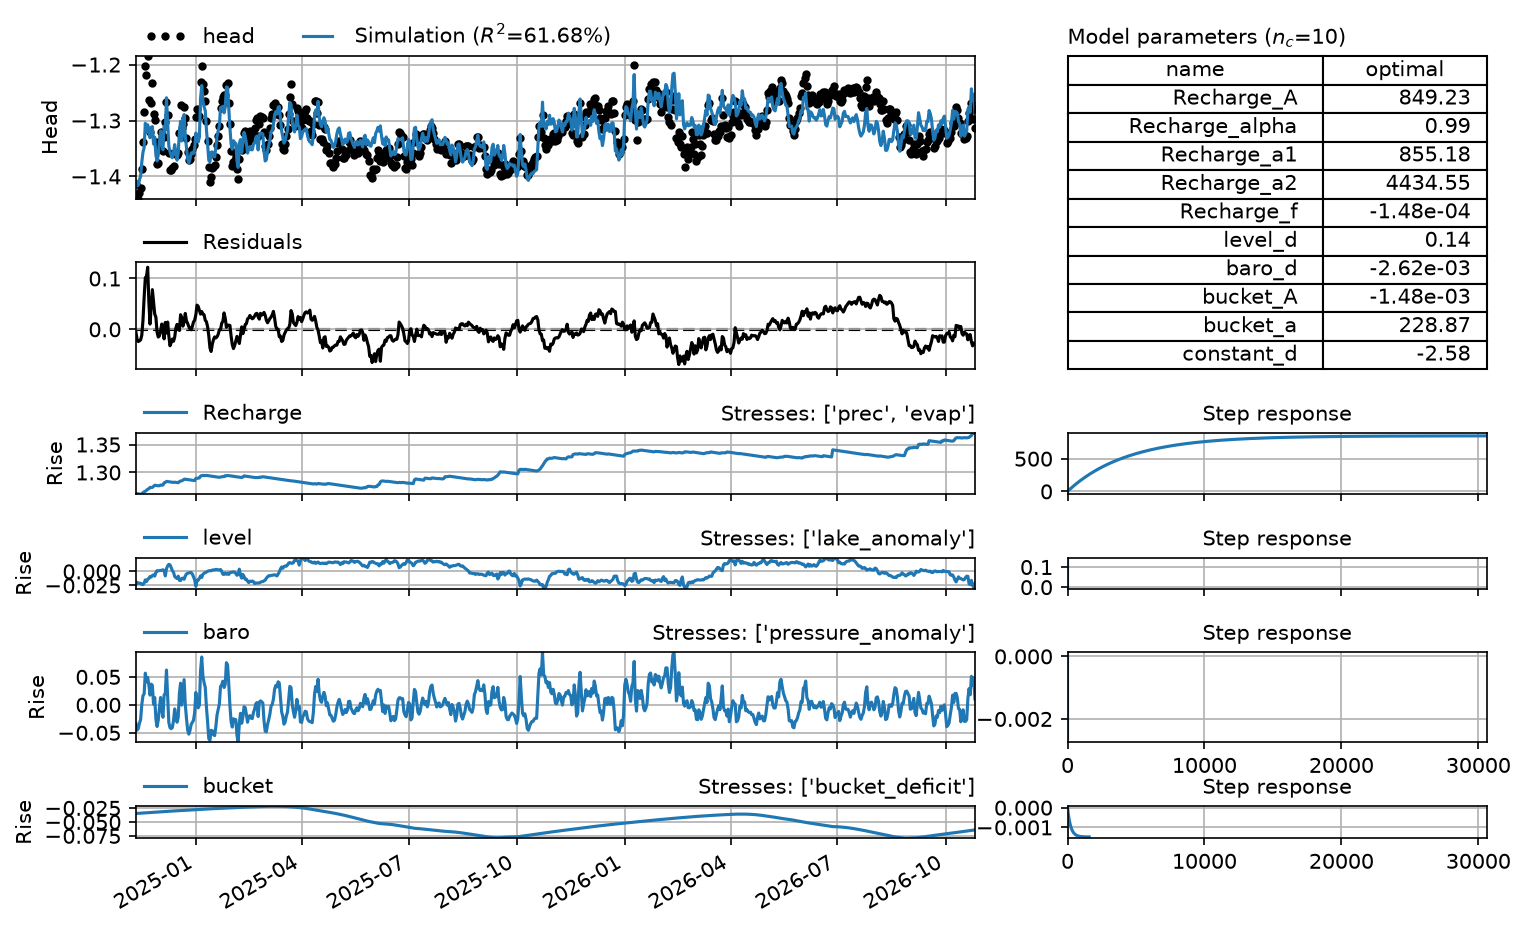 head Simulation (R²=61.68%)
Model parameters (n_c=10)
Head
−1.2
−1.3
−1.4
name optimal
Recharge_A 849.23
Recharge_alpha 0.99
Recharge_a1 855.18
Recharge_a2 4434.55
Recharge_f -1.48e-04
level_d 0.14
baro_d -2.62e-03
bucket_A -1.48e-03
bucket_a 228.87
constant_d -2.58
Residuals
0.1
0.0
Recharge Stresses: ['prec', 'evap']
Rise
1.35
1.30
Step response
500
0
level Stresses: ['lake_anomaly']
Rise
−0.000
−0.025
Step response
0.1
0.0
baro Stresses: ['pressure_anomaly']
Rise
0.05
0.00
−0.05
Step response
0.000
−0.002
0 10000 20000 30000
bucket Stresses: ['bucket_deficit']
Rise
−0.025
−0.050
−0.075
Step response
0.000
−0.001
0 10000 20000 30000
2025-01 2025-04 2025-07 2025-10 2026-01 2026-04 2026-07 2026-10